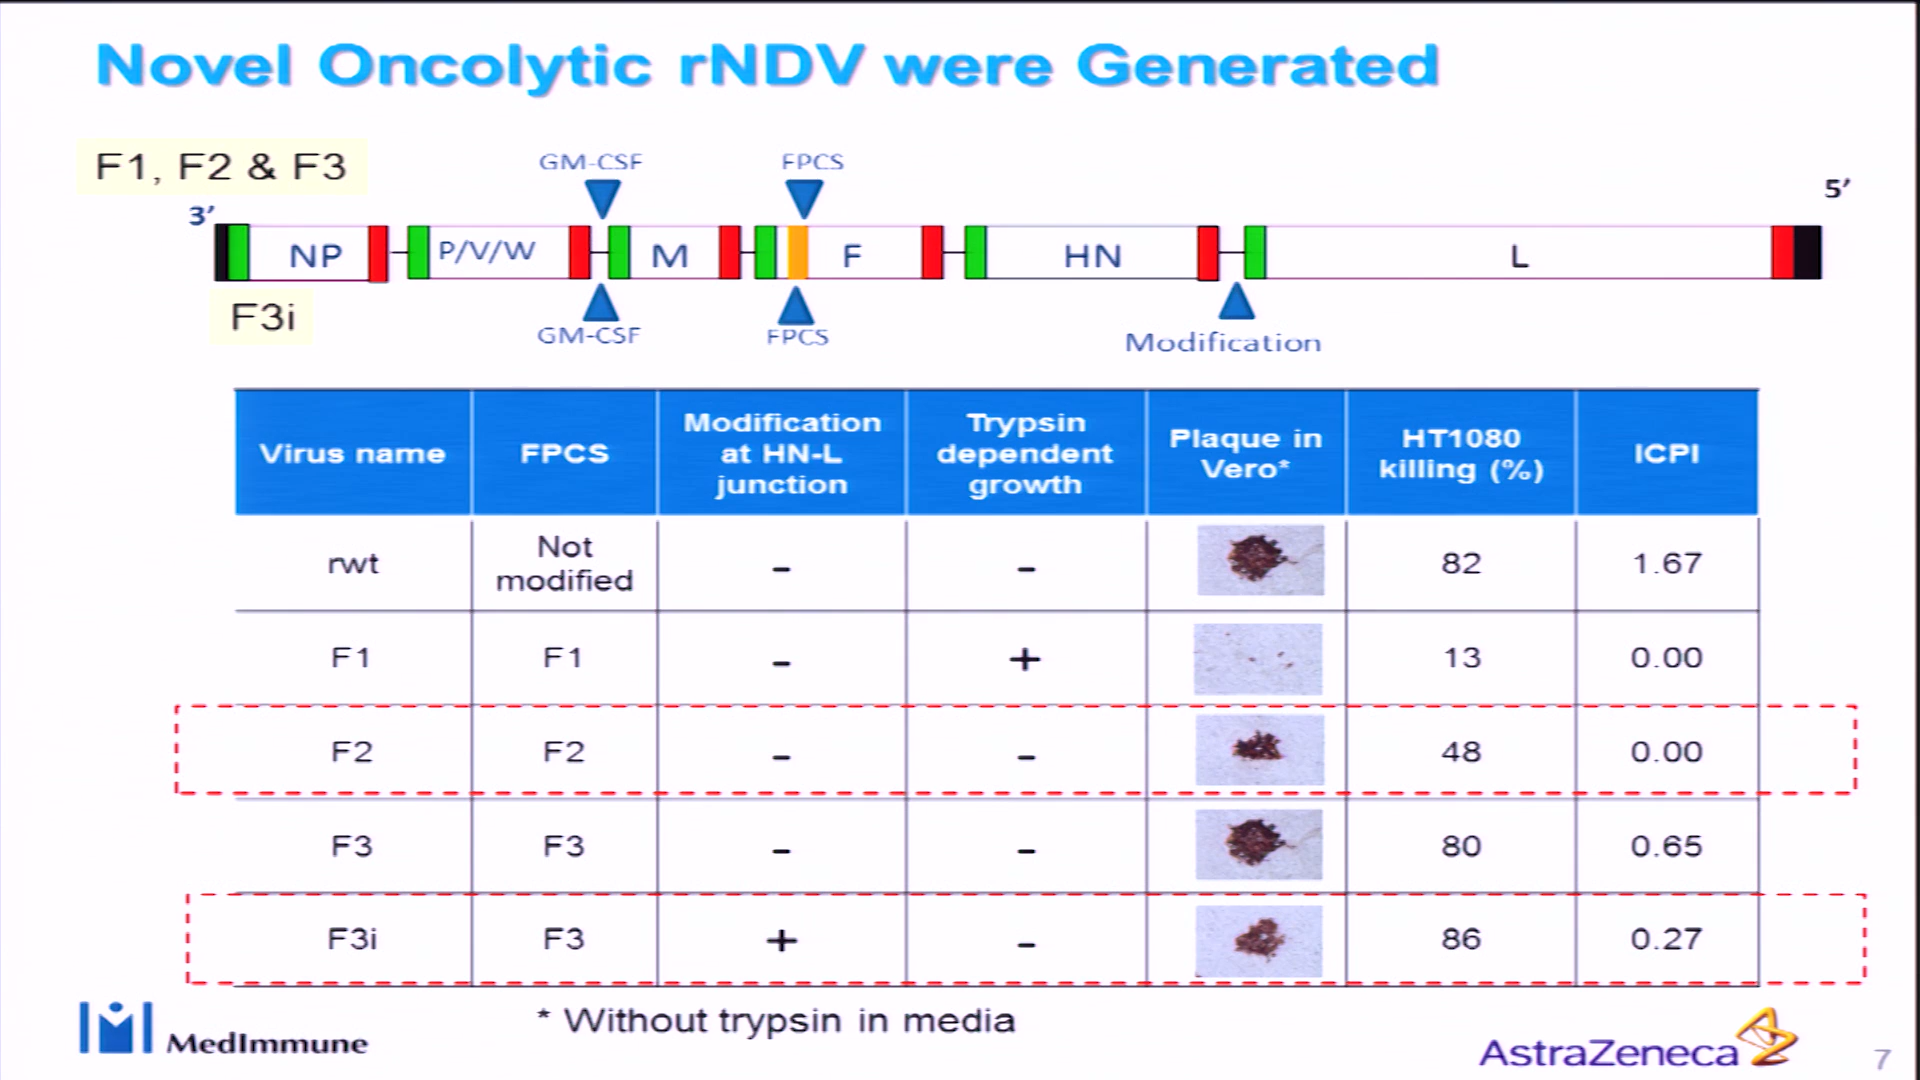 Novel Oncolytic rNDV were Generated
F1, F2 & F3
GM-CSF
FPCS
3′
5′
NP
P/V/W
M
F
HN
L
F3i
GM-CSF
FPCS
Modification
Virus name
FPCS
Modification
at HN-L
junction
Trypsin
dependent
growth
Plaque in
Vero*
HT1080
killing (%)
ICPI
rwt
Not
modified
-
-
82
1.67
F1
F1
-
+
13
0.00
F2
F2
-
-
48
0.00
F3
F3
-
-
80
0.65
F3i
F3
+
-
86
0.27
* Without trypsin in media
MedImmune
AstraZeneca
7